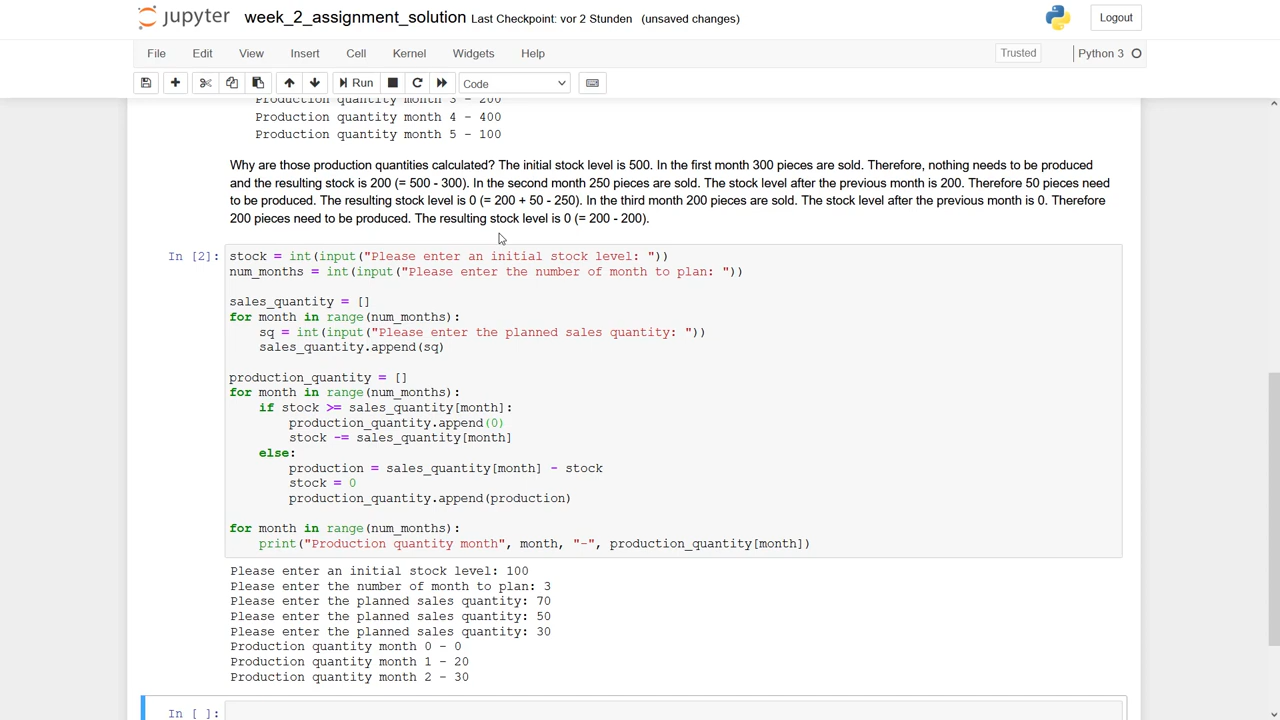 jupyter week_2_assignment_solution Last Checkpoint: vor 2 Stunden (unsaved changes) Logout
File Edit View Insert Cell Kernel Widgets Help Trusted Python 3
Run Code
Production quantity month 3 - 200
Production quantity month 4 - 400
Production quantity month 5 - 100
Why are those production quantities calculated? The initial stock level is 500. In the first month 300 pieces are sold. Therefore, nothing needs to be produced
and the resulting stock is 200 (= 500 - 300). In the second month 250 pieces are sold. The stock level after the previous month is 200. Therefore 50 pieces need
to be produced. The resulting stock level is 0 (= 200 + 50 - 250). In the third month 200 pieces are sold. The stock level after the previous month is 0. Therefore
200 pieces need to be produced. The resulting stock level is 0 (= 200 - 200).
In [2]: stock = int(input("Please enter an initial stock level: "))
num_months = int(input("Please enter the number of month to plan: "))
sales_quantity = []
for month in range(num_months):
    sq = int(input("Please enter the planned sales quantity: "))
    sales_quantity.append(sq)
production_quantity = []
for month in range(num_months):
    if stock >= sales_quantity[month]:
        production_quantity.append(0)
        stock -= sales_quantity[month]
    else:
        production = sales_quantity[month] - stock
        stock = 0
        production_quantity.append(production)
for month in range(num_months):
    print("Production quantity month", month, "-", production_quantity[month])
Please enter an initial stock level: 100
Please enter the number of month to plan: 3
Please enter the planned sales quantity: 70
Please enter the planned sales quantity: 50
Please enter the planned sales quantity: 30
Production quantity month 0 - 0
Production quantity month 1 - 20
Production quantity month 2 - 30
In [ ]: